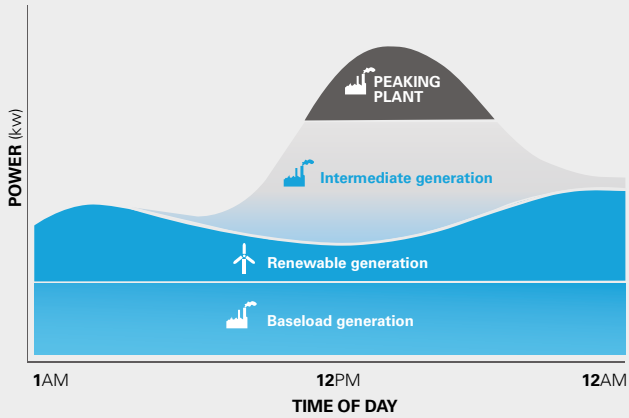 PEAKING
PLANT
Intermediate generation
Renewable generation
Baseload generation
POWER (kw)
1AM
12PM
12AM
TIME OF DAY